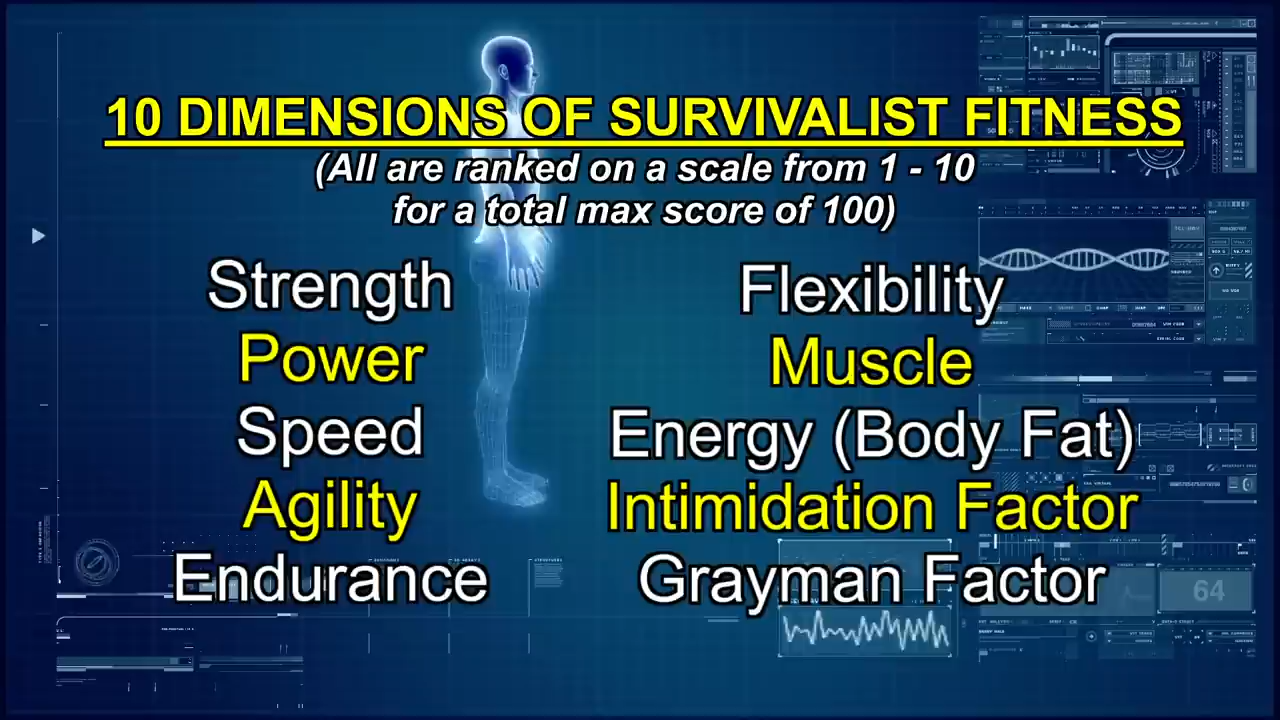 10 DIMENSIONS OF SURVIVALIST FITNESS
(All are ranked on a scale from 1 - 10
for a total max score of 100)
Strength
Power
Speed
Agility
Endurance
Flexibility
Muscle
Energy (Body Fat)
Intimidation Factor
Grayman Factor
64